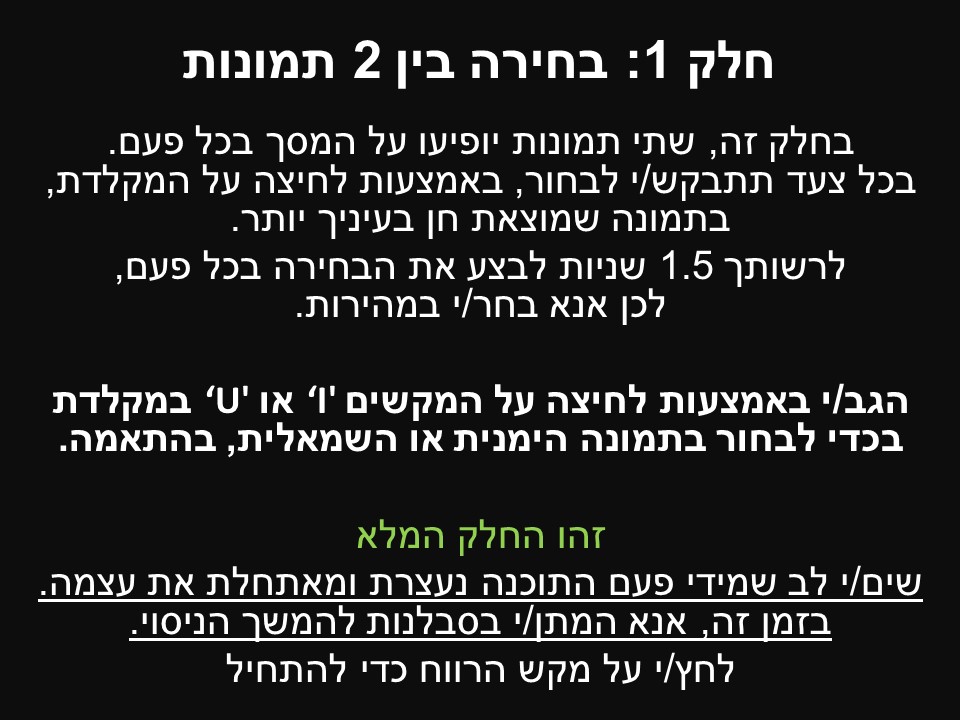 חלק 1: בחירה בין 2 תמונות
בחלק זה, שתי תמונות יופיעו על המסך בכל פעם.
בכל צעד תתבקש/י לבחור, באמצעות לחיצה על המקלדת,
בתמונה שמוצאת חן בעיניך יותר.
לרשותך 1.5 שניות לבצע את הבחירה בכל פעם,
לכן אנא בחר/י במהירות.
הגב/י באמצעות לחיצה על המקשים 'I‘ או 'U‘ במקלדת
בכדי לבחור בתמונה הימנית או השמאלית, בהתאמה.
זהו החלק המלא
שים/י לב שמידי פעם התוכנה נעצרת ומאתחלת את עצמה.
בזמן זה, אנא המתן/י בסבלנות להמשך הניסוי.
לחץ/י על מקש הרווח כדי להתחיל